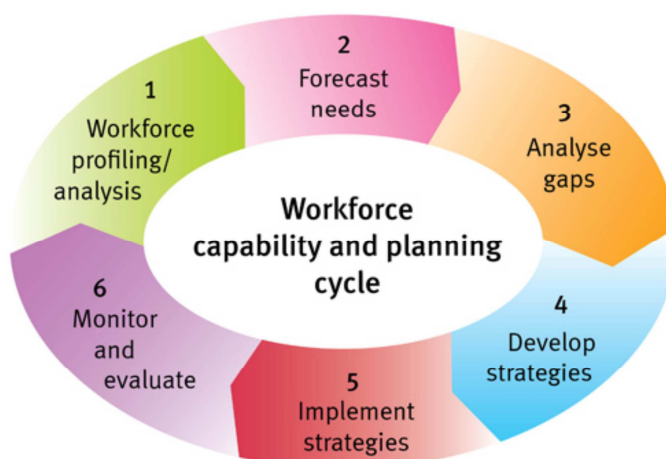 1
Workforce
profiling/
analysis
2
Forecast
needs
3
Analyse
gaps
4
Develop
strategies
5
Implement
strategies
6
Monitor
and
evaluate
Workforce
capability and planning
cycle